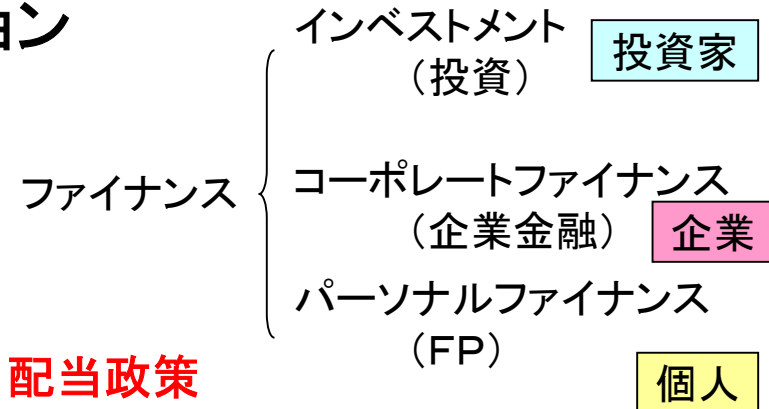 ョン
インベストメント
(投資)
投資家
ファイナンス
コーポレートファイナンス
(企業金融)
企業
パーソナルファイナンス
(FP)
個人
配当政策